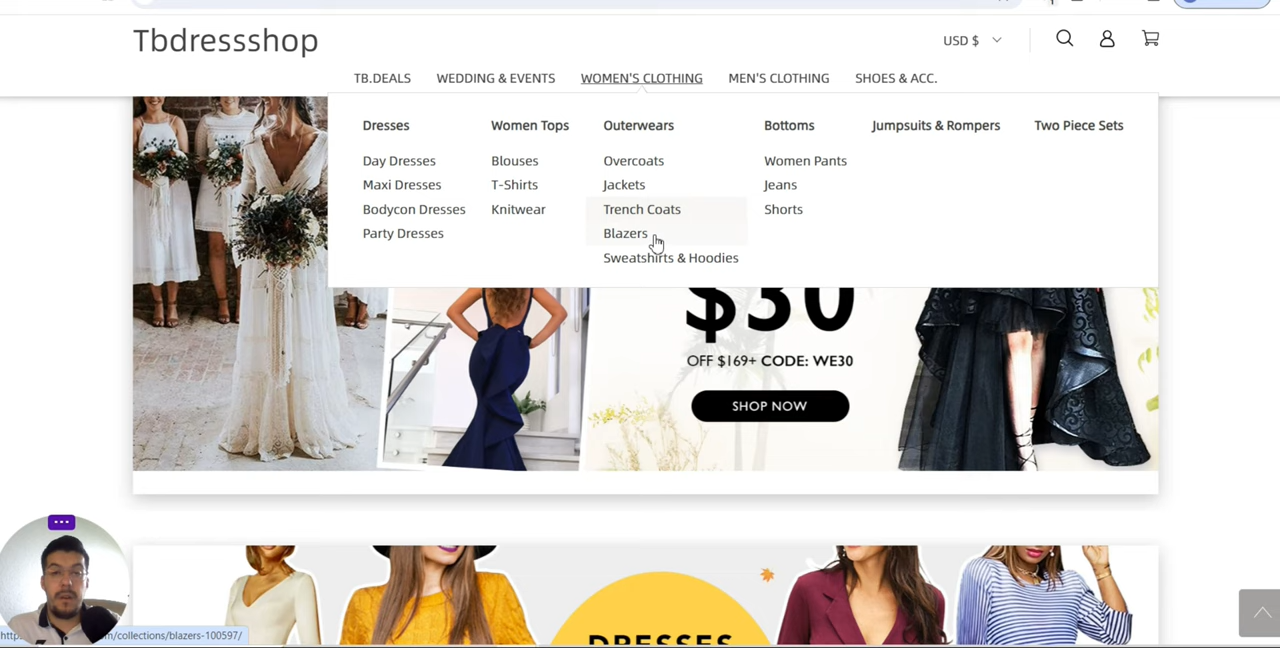 Tbdressshop
USD $
TB.DEALS WEDDING & EVENTS WOMEN'S CLOTHING MEN'S CLOTHING SHOES & ACC.
Dresses
Day Dresses
Maxi Dresses
Bodycon Dresses
Party Dresses
Women Tops
Blouses
T-Shirts
Knitwear
Outerwears
Overcoats
Jackets
Trench Coats
Blazers
Sweatshirts & Hoodies
Bottoms
Women Pants
Jeans
Shorts
Jumpsuits & Rompers
Two Piece Sets
$30
OFF $169+ CODE: WE30
SHOP NOW
DRESSES
m/collections/blazers-100597/